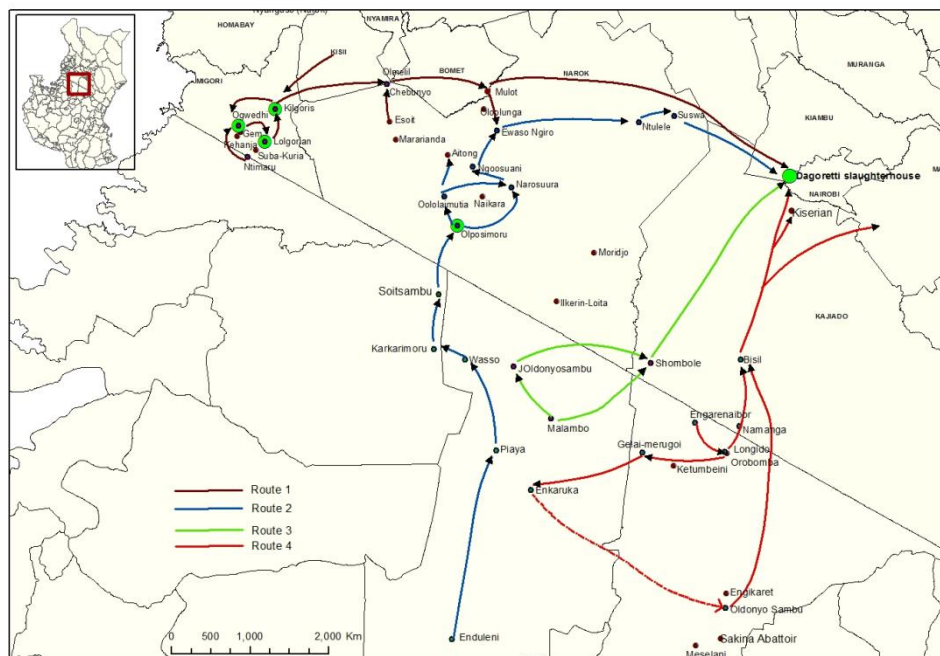 HOMABAY
NYAMIRA
KISII
MIGORI
Olmelil
BOMET
NAROK
MURANGA
Chebunyo
Mulot
Ololunga
KIAMBU
Kilgoris
Ogwedhi
Gem
Kehanja
Lolgorian
Suba-Kuria
Ntimaru
Esoit
Mararianda
Ewaso Ngiro
Ntulele
Suswa
Aitong
Ngoosuani
Narosuura
Naikara
Oololaimutia
Olposimoru
Dagoretti slaughterhouse
NAIROBI
Kiserian
Moridjo
Soitsambu
Ilkerin-Loita
KAJIADO
Karkarimoru
Wasso
JOldonyosambu
Shombole
Bisil
Malambo
Engarenaibor
Namanga
Playa
Gelai-merugoi
Longido
Orobomba
Ketumbeini
Enkaruka
Route 1
Route 2
Route 3
Route 4
Engikaret
Oldonyo Sambu
Enduleni
Sakina Abattoir
Meselani
0 500 1,000 2,000 Km